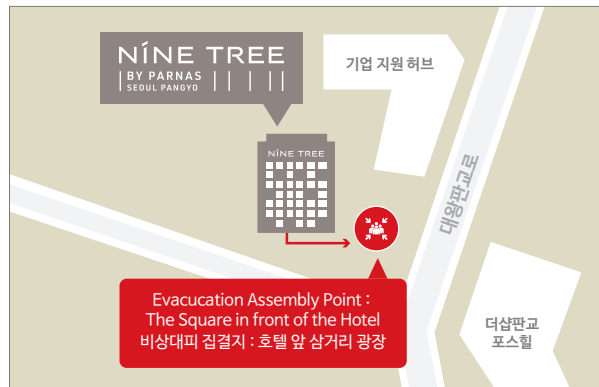 NíNE TREE
BY PARNAS
SEOUL PANGYO
기업 지원 허브
NíNE TREE
대왕판교로
Evacucation Assembly Point :
The Square in front of the Hotel
비상대피 집결지 : 호텔 앞 삼거리 광장
더샵판교
포스힐